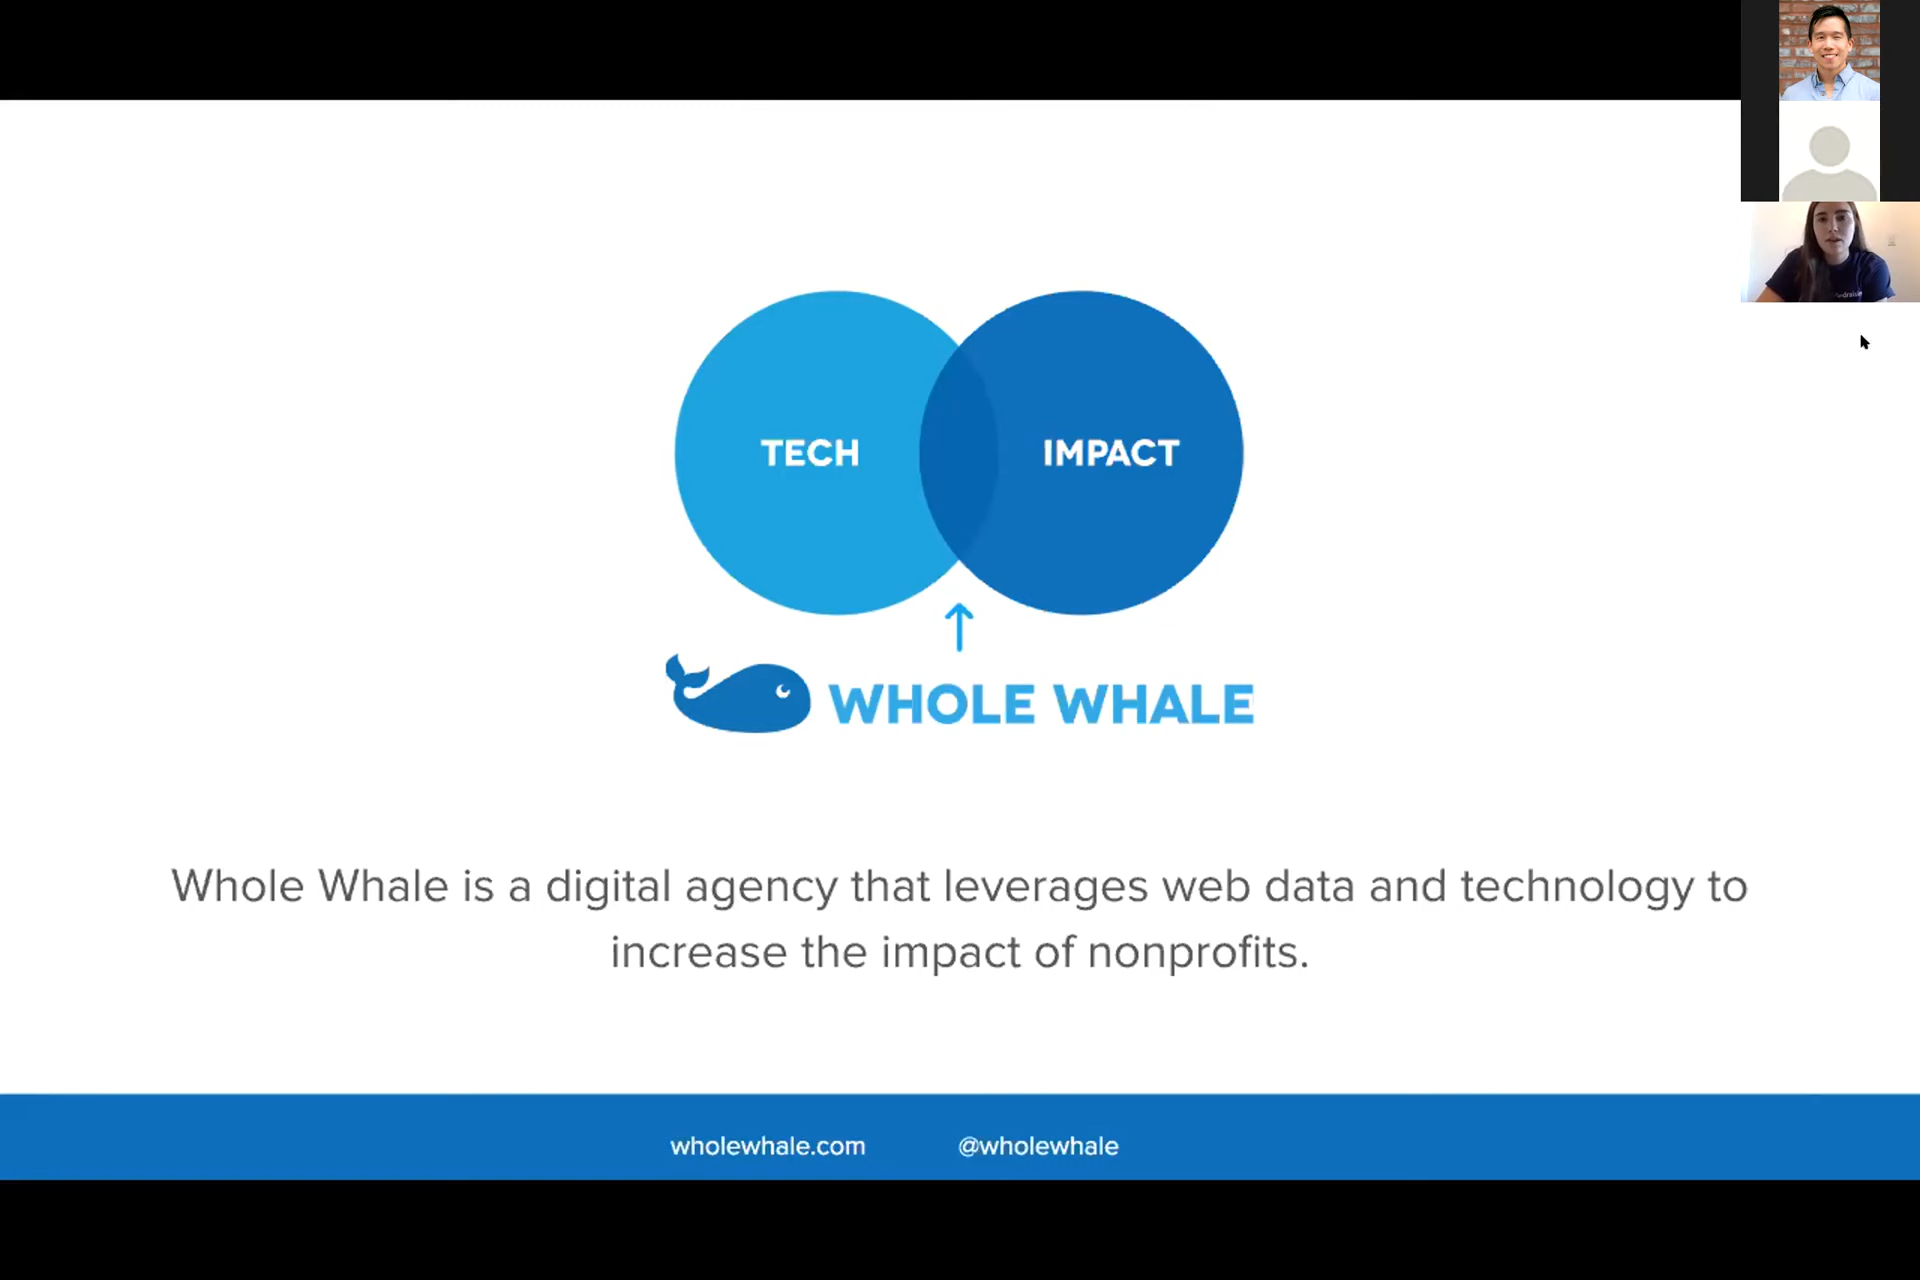 TECH
IMPACT
WHOLE WHALE
Whole Whale is a digital agency that leverages web data and technology to
increase the impact of nonprofits.
wholewhale.com
@wholewhale